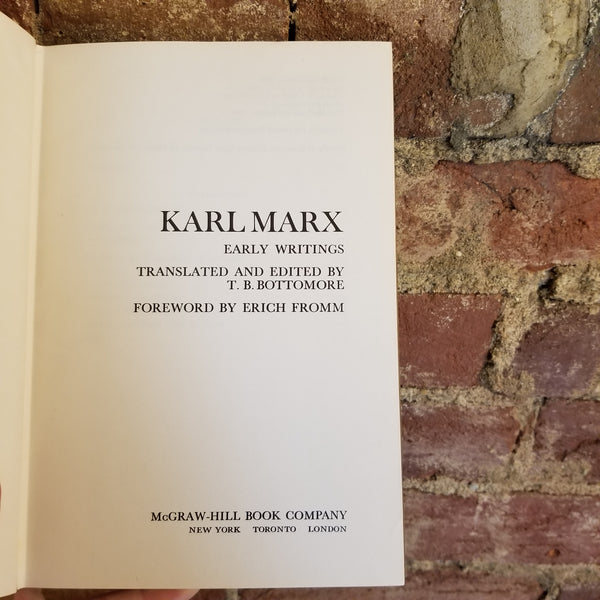 KARL MARX
EARLY WRITINGS
TRANSLATED AND EDITED BY
T. B. BOTTOMORE
FOREWORD BY ERICH FROMM
McGRAW-HILL BOOK COMPANY
NEW YORK TORONTO LONDON